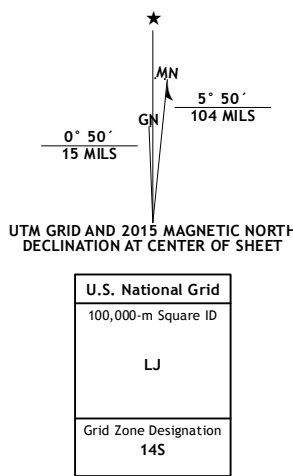 MN
GN
5° 50´
104 MILS
0° 50´
15 MILS
UTM GRID AND 2015 MAGNETIC NORTH
DECLINATION AT CENTER OF SHEET
U.S. National Grid
100,000-m Square ID
LJ
Grid Zone Designation
14S